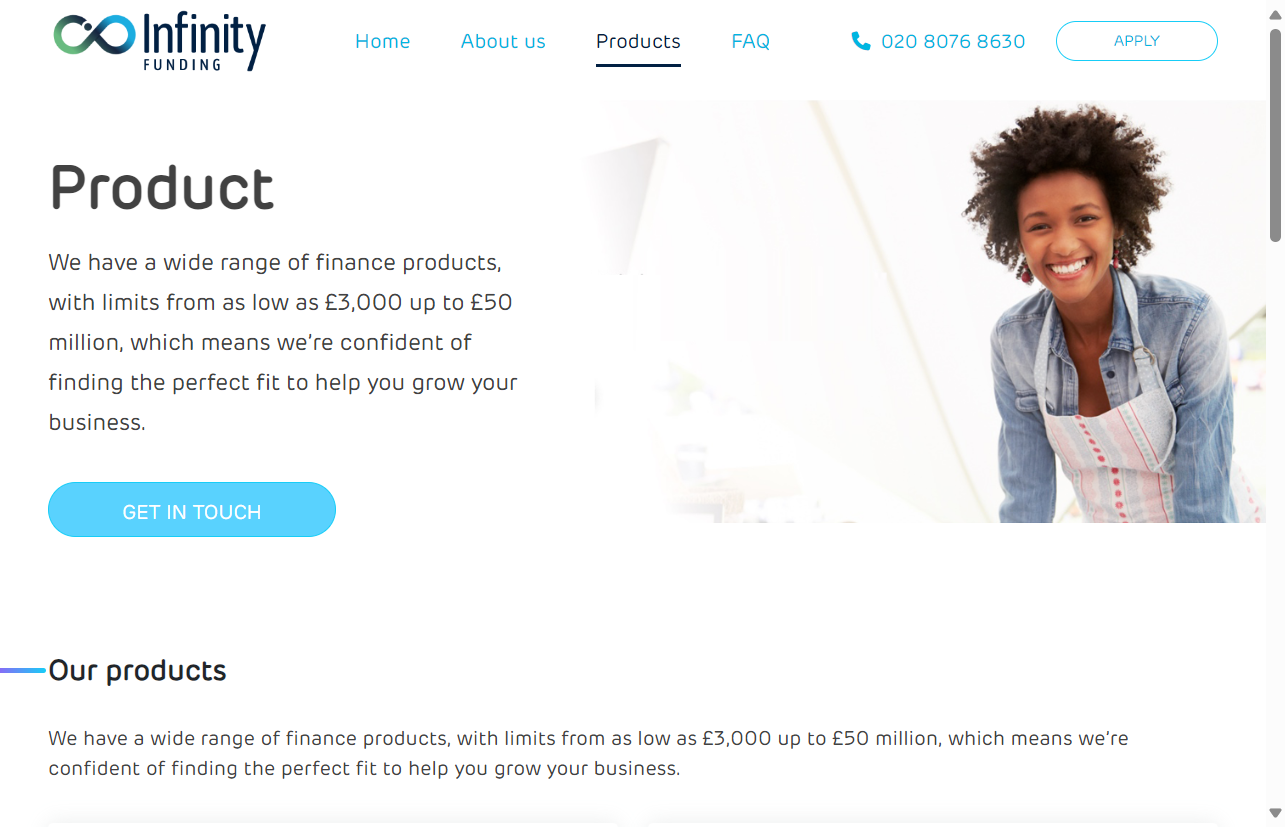 Infinity
FUNDING
Home
About us
Products
FAQ
020 8076 8630
APPLY
Product
We have a wide range of finance products,
with limits from as low as £3,000 up to £50
million, which means we’re confident of
finding the perfect fit to help you grow your
business.
GET IN TOUCH
Our products
We have a wide range of finance products, with limits from as low as £3,000 up to £50 million, which means we’re
confident of finding the perfect fit to help you grow your business.